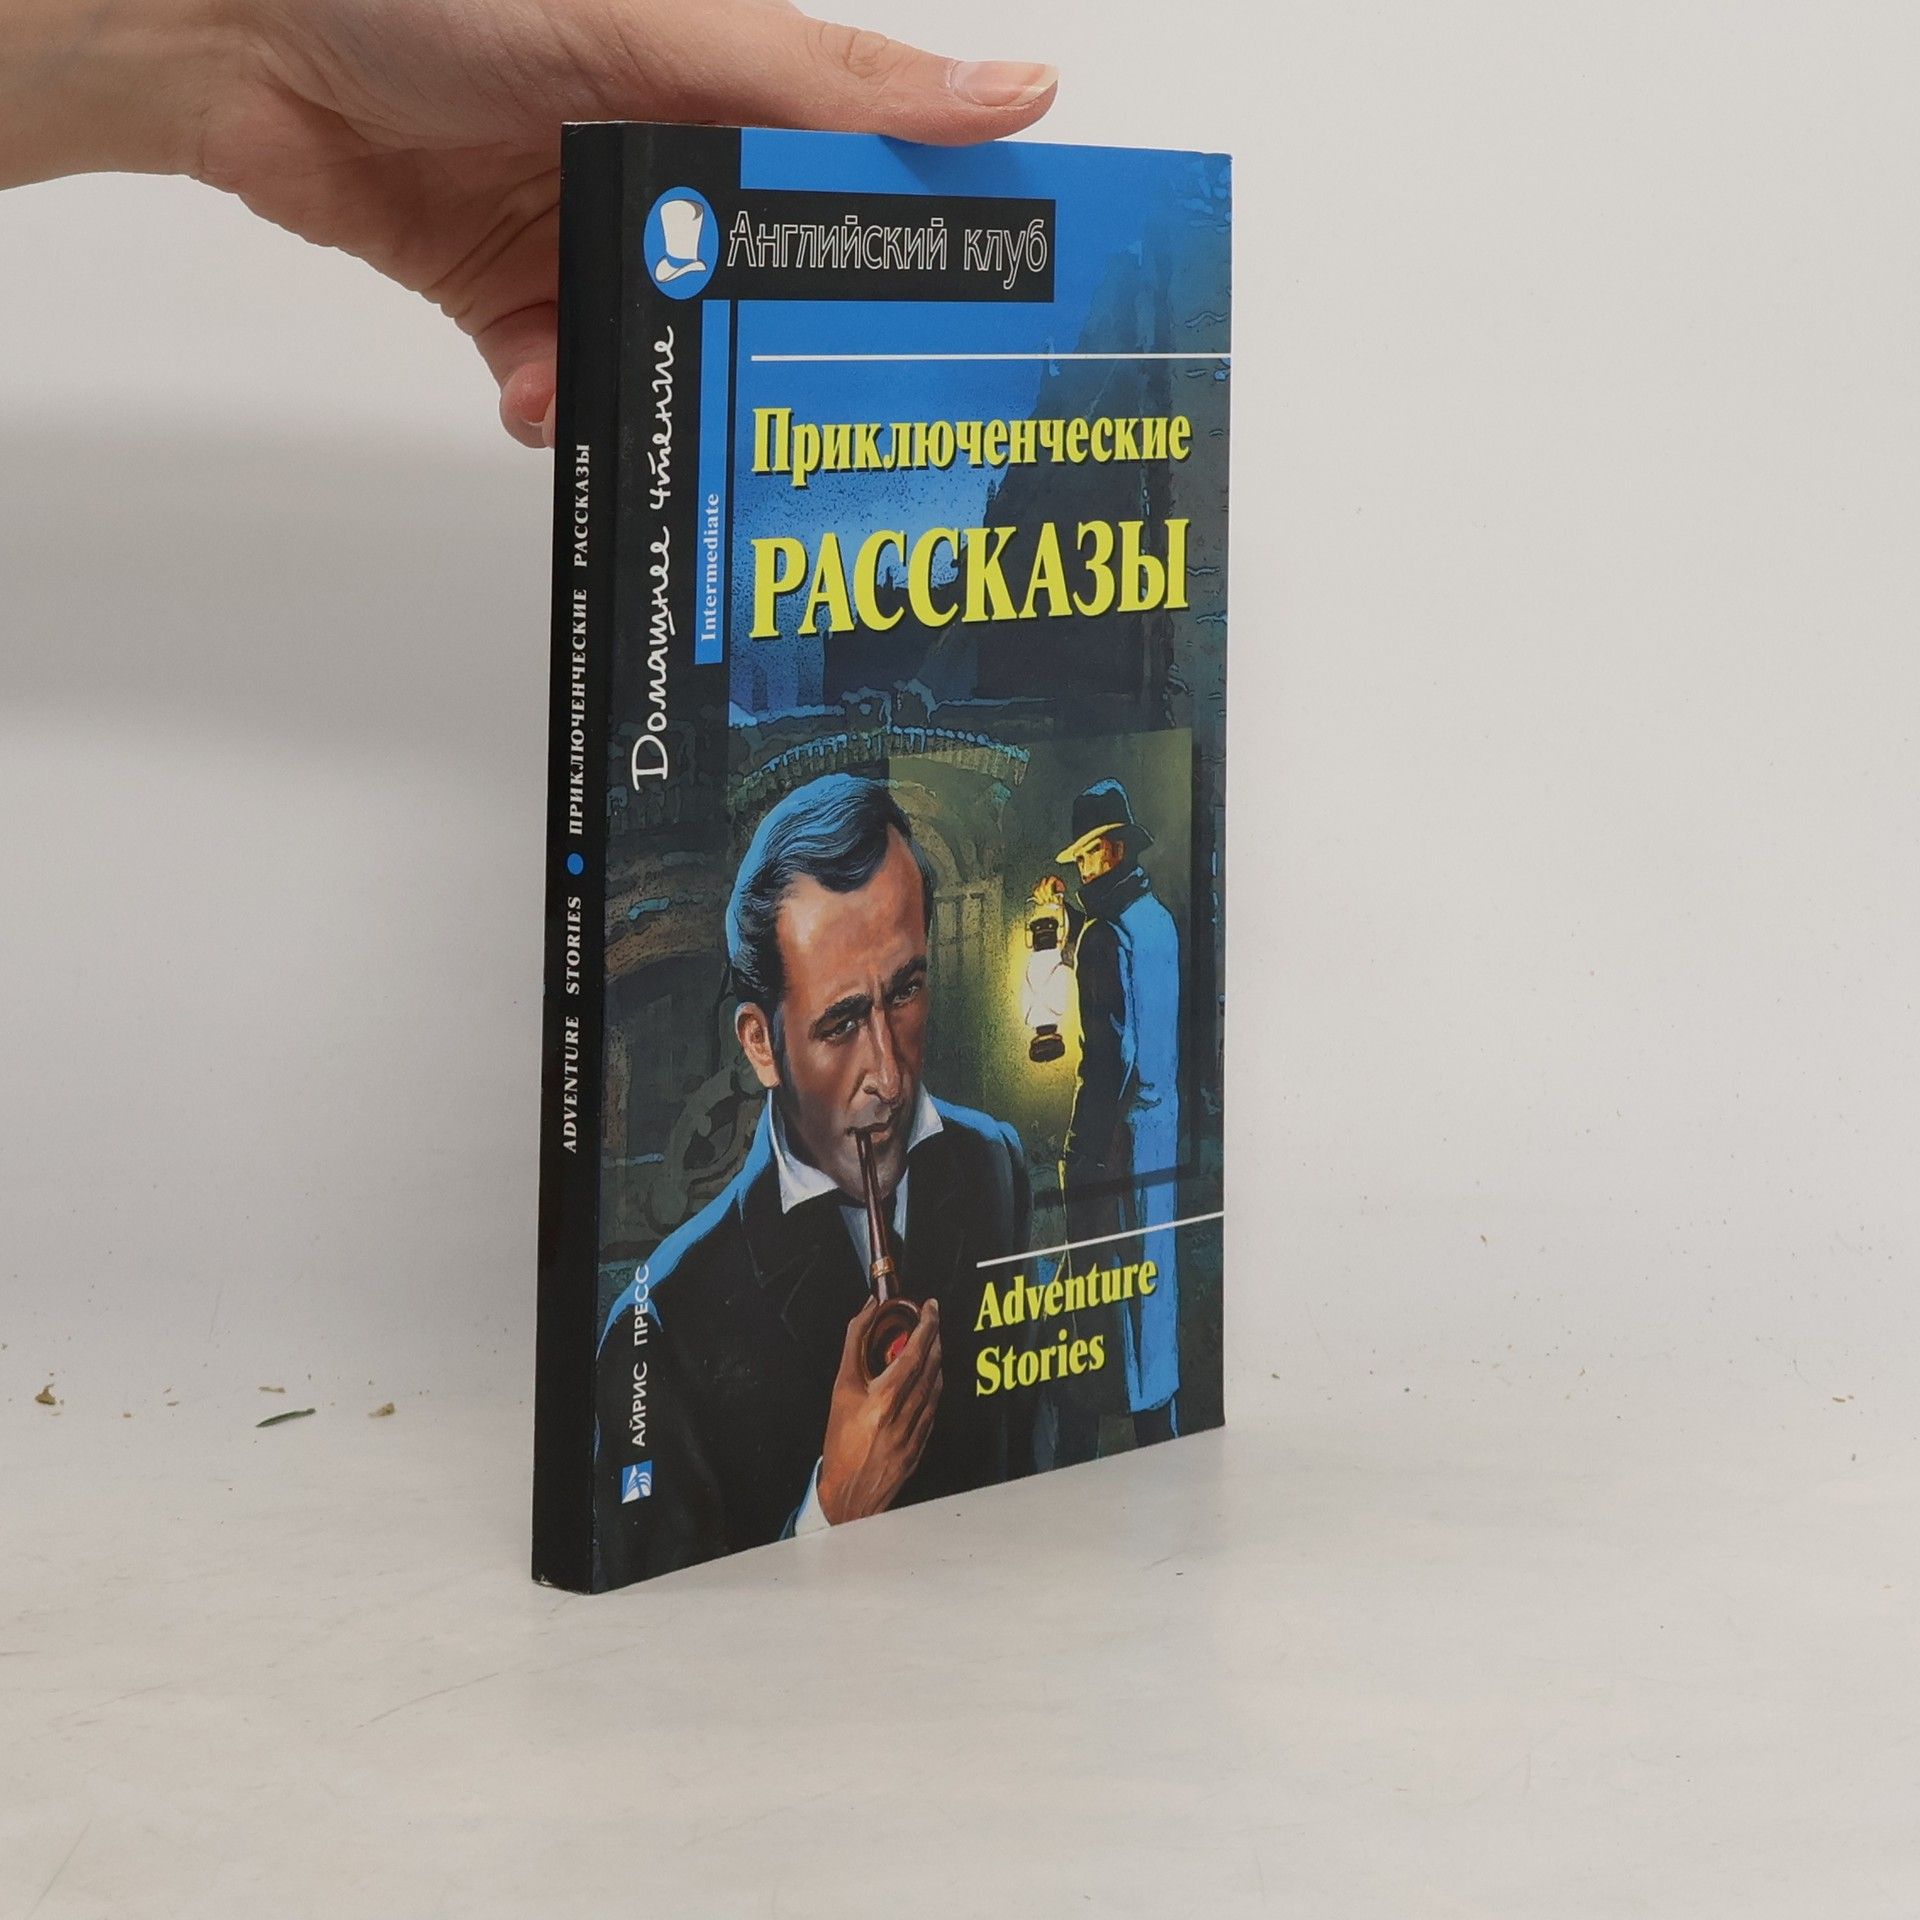 Английский клуб
Домашнее чтение
Intermediate
Приключенческие
РАССКАЗЫ
Adventure
Stories
АЙРИС ПРЕСС
ADVENTURE STORIES ● ПРИКЛЮЧЕНЧЕСКИЕ РАССКАЗЫ